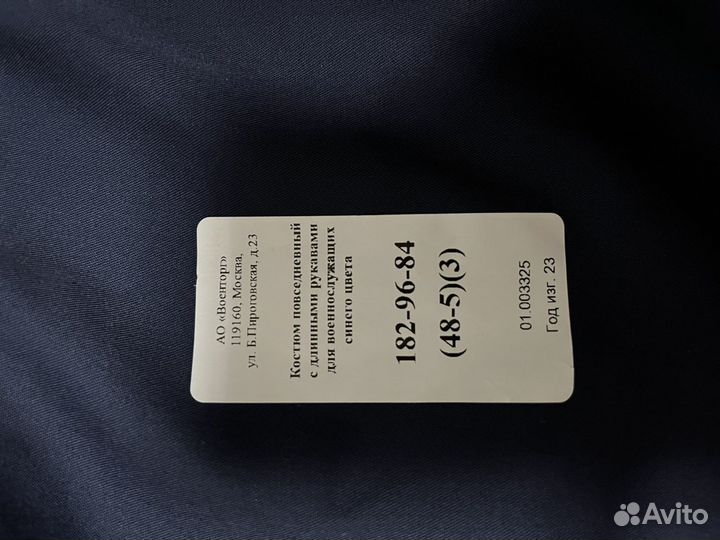 АО «Военторг»
119160, Москва,
ул. Б.Пироговская, д.23
Костюм повседневный
с длинными рукавами
для военнослужащих
синего цвета
182-96-84
(48-5)(3)
01.003325
Год изг. 23
Avito